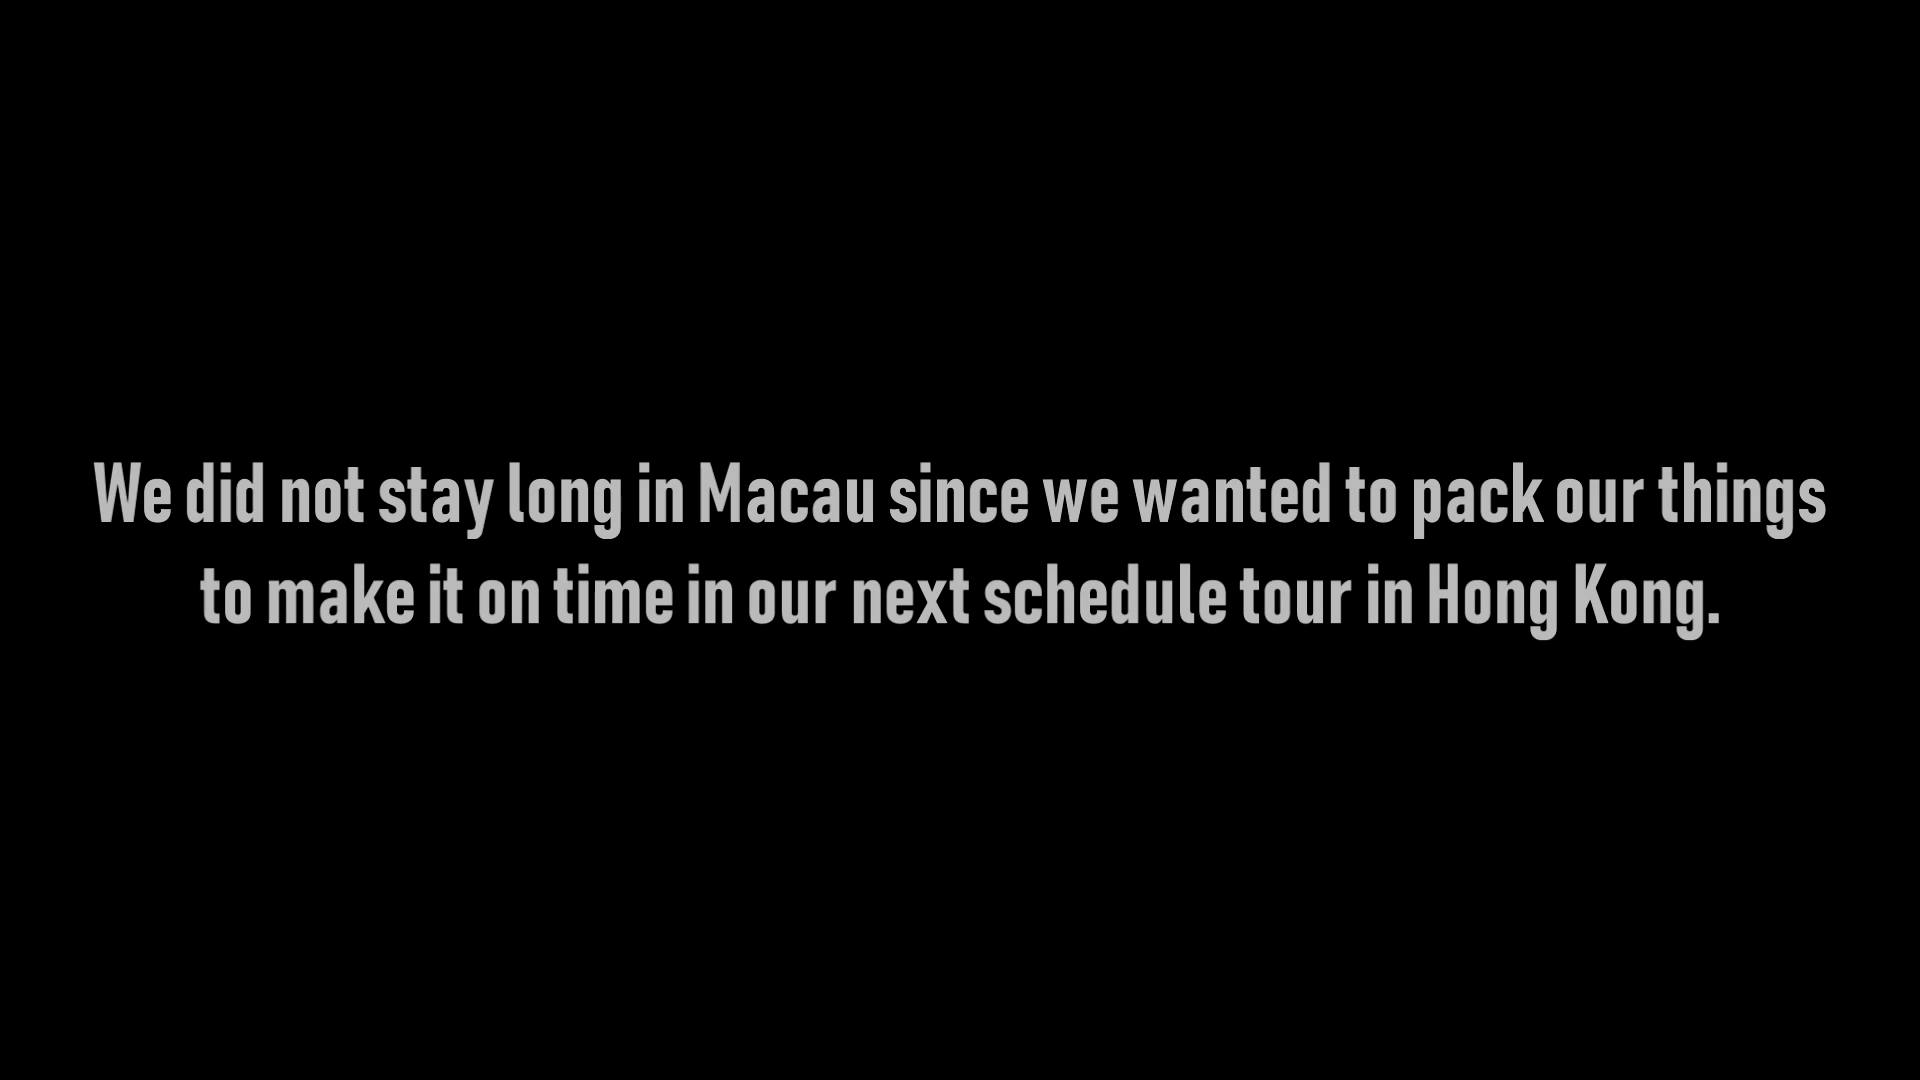 We did not stay long in Macau since we wanted to pack our things
to make it on time in our next schedule tour in Hong Kong.